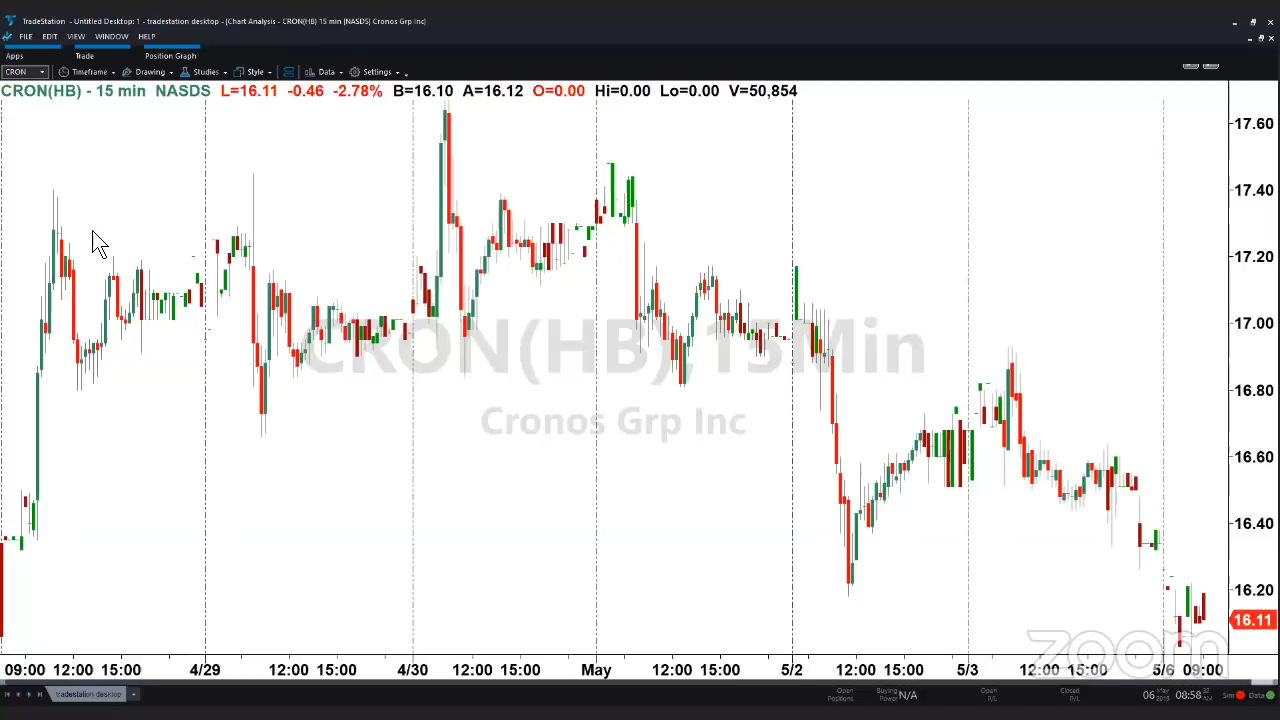 TradeStation - Untitled Desktop: 1 - tradestation desktop - [Chart Analysis - CRON(HB) 15 min [NASDS] Cronos Grp Inc]
FILE EDIT VIEW WINDOW HELP
Apps Trade Position Graph
CRON Timeframe Drawing Studies Style Data Settings
CRON(HB) - 15 min NASDS L=16.11 -0.46 -2.78% B=16.10 A=16.12 O=0.00 Hi=0.00 Lo=0.00 V=50,854
17.60
17.40
17.20
17.00
CRON(HB),15 Min
16.80
Cronos Grp Inc
16.60
16.40
16.20
16.11
zoom
09:00 12:00 15:00 4/29 12:00 15:00 4/30 12:00 15:00 May 12:00 15:00 5/2 12:00 15:00 5/3 12:00 15:00 5/6 09:00
tradestation desktop
Open Positions
Buying Power N/A
Open P/L
Closed P/L
06 May 2019
08:58
Sim
Data